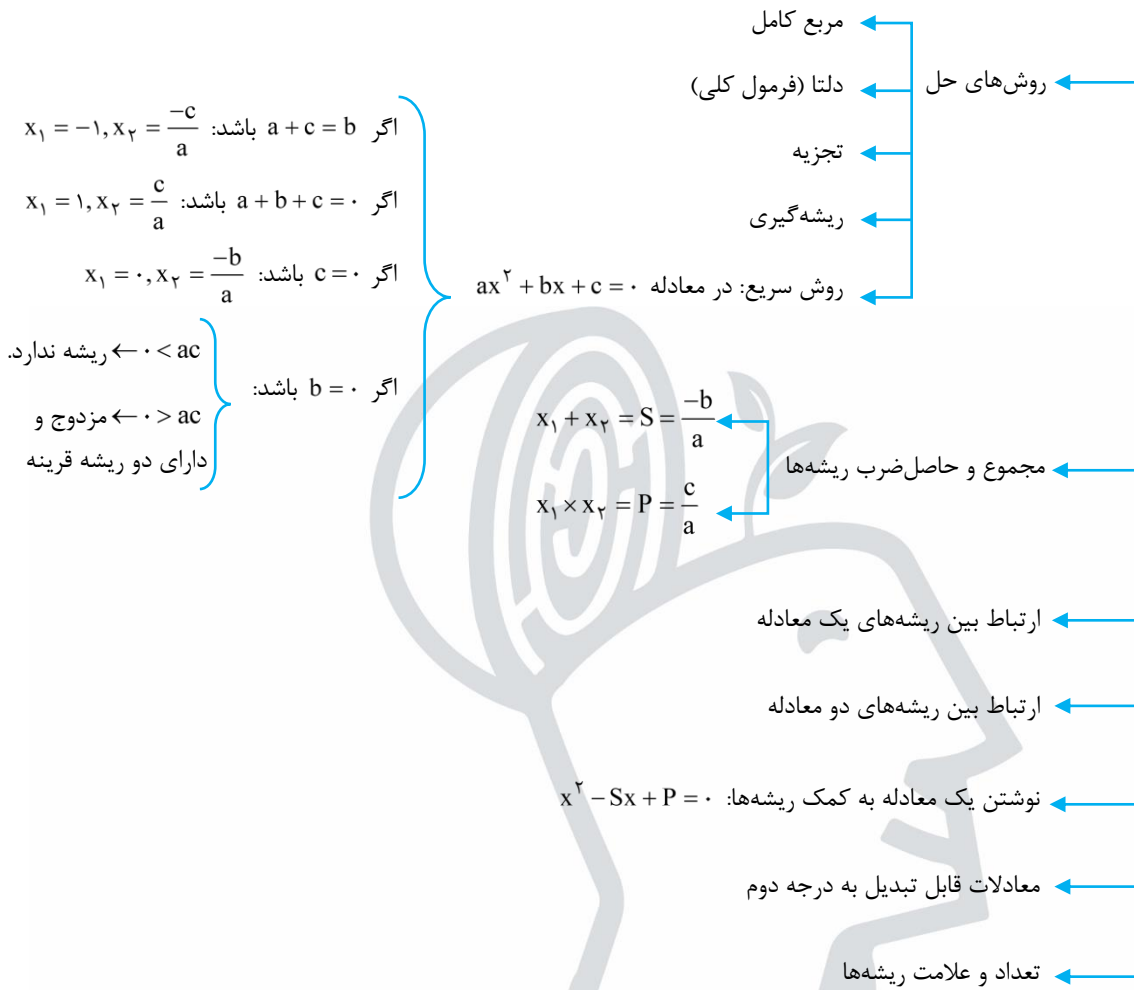 روش‌های حل
مربع کامل
دلتا (فرمول کلی)
تجزیه
ریشه‌گیری
روش سریع: در معادله ax² + bx + c = ۰
اگر a + c = b باشد: x₁ = −۱, x₂ = −c/a
اگر a + b + c = ۰ باشد: x₁ = ۱, x₂ = c/a
اگر c = ۰ باشد: x₁ = ۰, x₂ = −b/a
اگر b = ۰ باشد:
ac > ۰ ← ریشه ندارد.
ac < ۰ ← مزدوج و
دارای دو ریشه قرینه
مجموع و حاصل‌ضرب ریشه‌ها
x₁ + x₂ = S = −b/a
x₁ × x₂ = P = c/a
ارتباط بین ریشه‌های یک معادله
ارتباط بین ریشه‌های دو معادله
نوشتن یک معادله به کمک ریشه‌ها: x² − Sx + P = ۰
معادلات قابل تبدیل به درجه دوم
تعداد و علامت ریشه‌ها